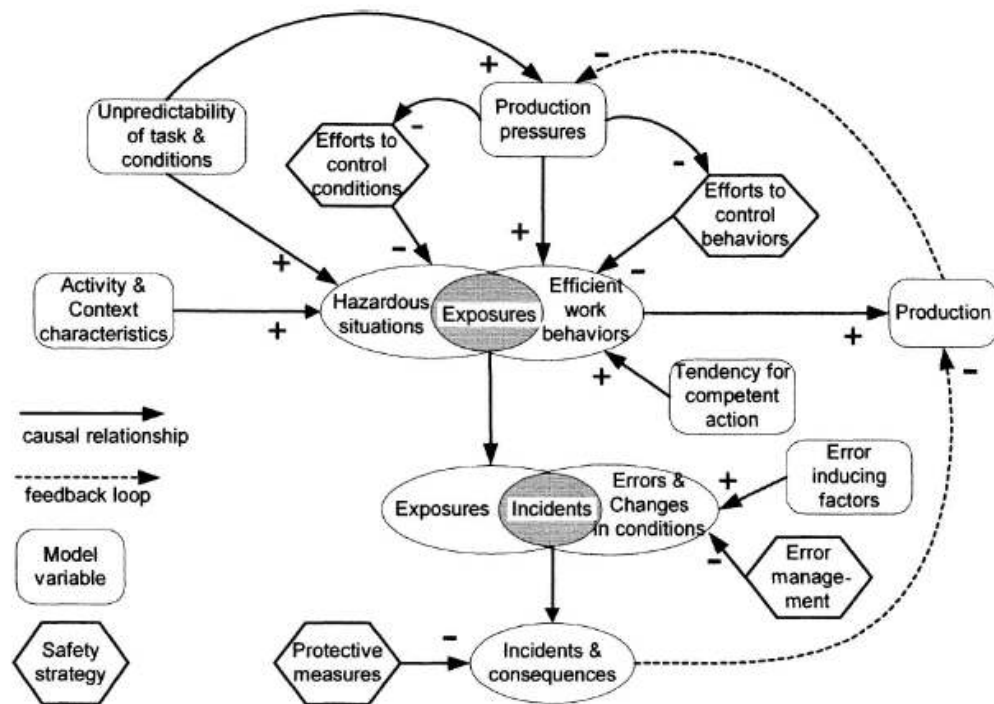 +
-
-
Unpredictability
of task &
conditions
Production
pressures
-
Efforts to
control
conditions
-
Efforts to
control
behaviors
+
-
+
-
Activity &
Context
characteristics
+
Hazardous
situations
Exposures
Efficient
work
behaviors
+
Production
-
+
Tendency for
competent
action
causal relationship
feedback loop
Exposures
Incidents
Errors &
Changes
in conditions
+
Error
inducing
factors
-
Error
manage-
ment
Model
variable
Safety
strategy
Protective
measures
-
Incidents &
consequences